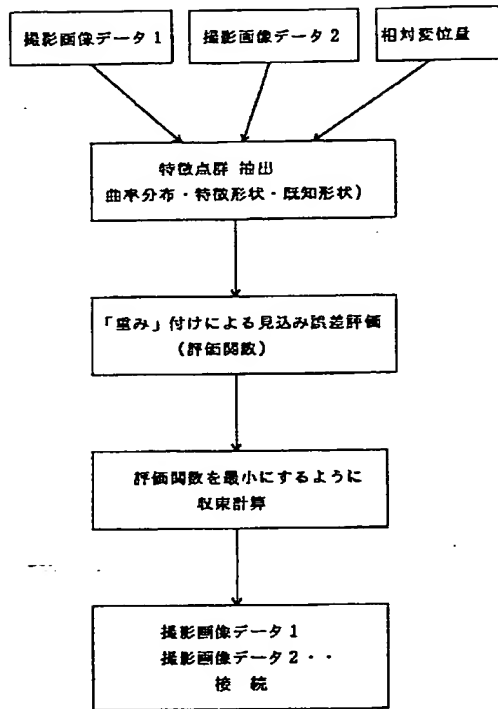 撮影画像データ1
撮影画像データ2
相対変位量
特徴点群 抽出
曲率分布・特徴形状・既知形状)
「重み」付けによる見込み誤差評価
(評価関数)
評価関数を最小にするように
収束計算
撮影画像データ1
撮影画像データ2・・
接 続